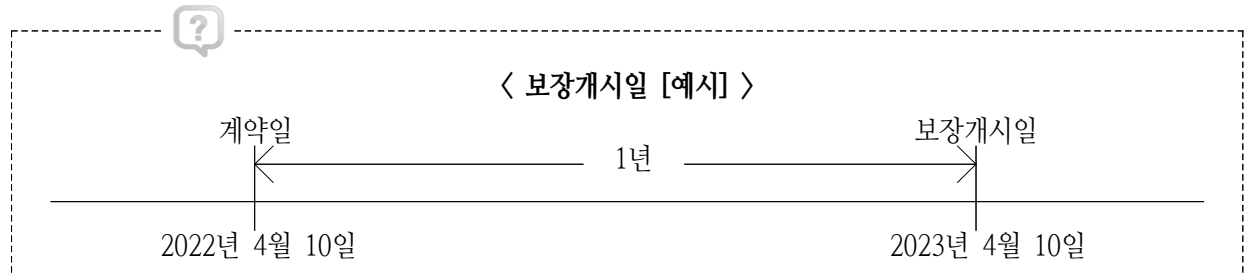 ?
〈 보장개시일 [예시] 〉
계약일 보장개시일
1년
2022년 4월 10일 2023년 4월 10일